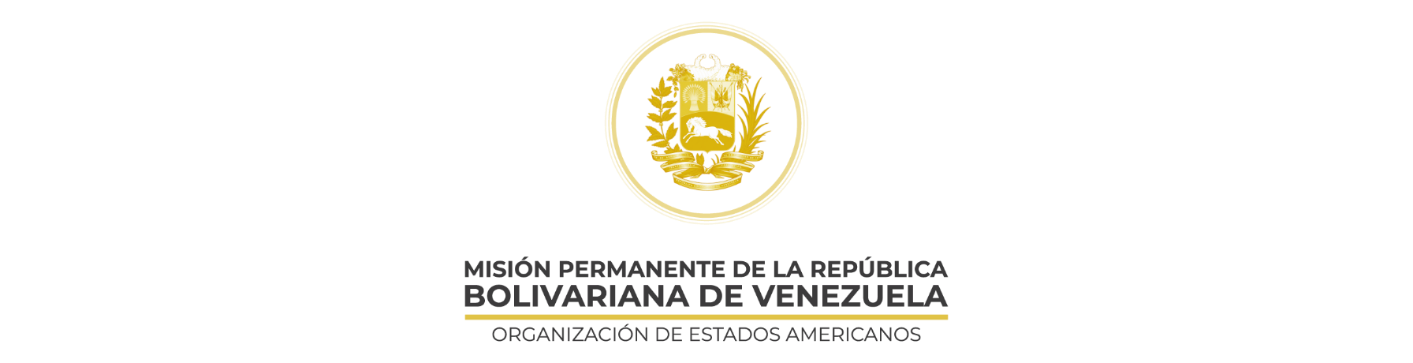 MISIÓN PERMANENTE DE LA REPÚBLICA
BOLIVARIANA DE VENEZUELA
ORGANIZACIÓN DE ESTADOS AMERICANOS